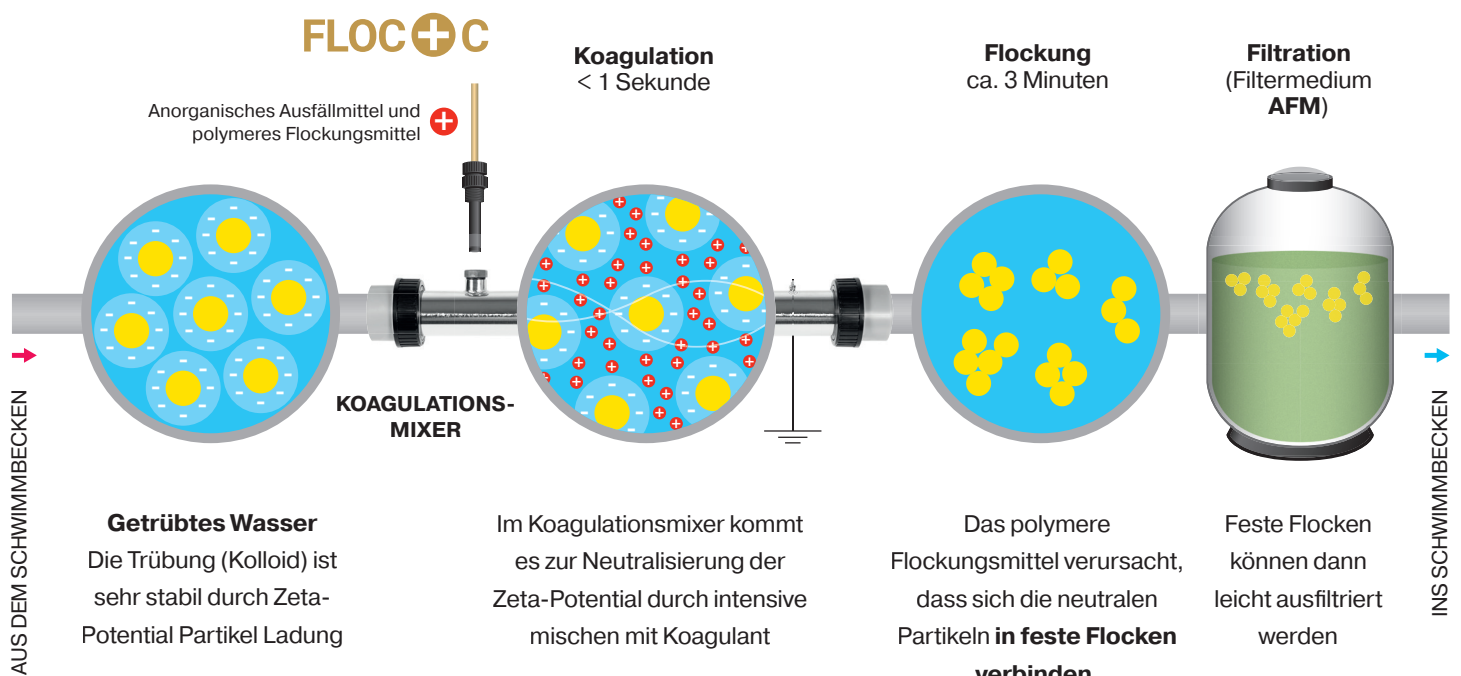 FLOC+C
Anorganisches Ausfällmittel und
polymeres Flockungsmittel
Koagulation
< 1 Sekunde
Flockung
ca. 3 Minuten
Filtration
(Filtermedium
AFM)
KOAGULATIONS-
MIXER
AUS DEM SCHWIMMBECKEN
Getrübtes Wasser
Die Trübung (Kolloid) ist
sehr stabil durch Zeta-
Potential Partikel Ladung
Im Koagulationsmixer kommt
es zur Neutralisierung der
Zeta-Potential durch intensive
mischen mit Koagulant
Das polymere
Flockungsmittel verursacht,
dass sich die neutralen
Partikeln in feste Flocken
verbinden
Feste Flocken
können dann
leicht ausfiltriert
werden
INS SCHWIMMBECKEN